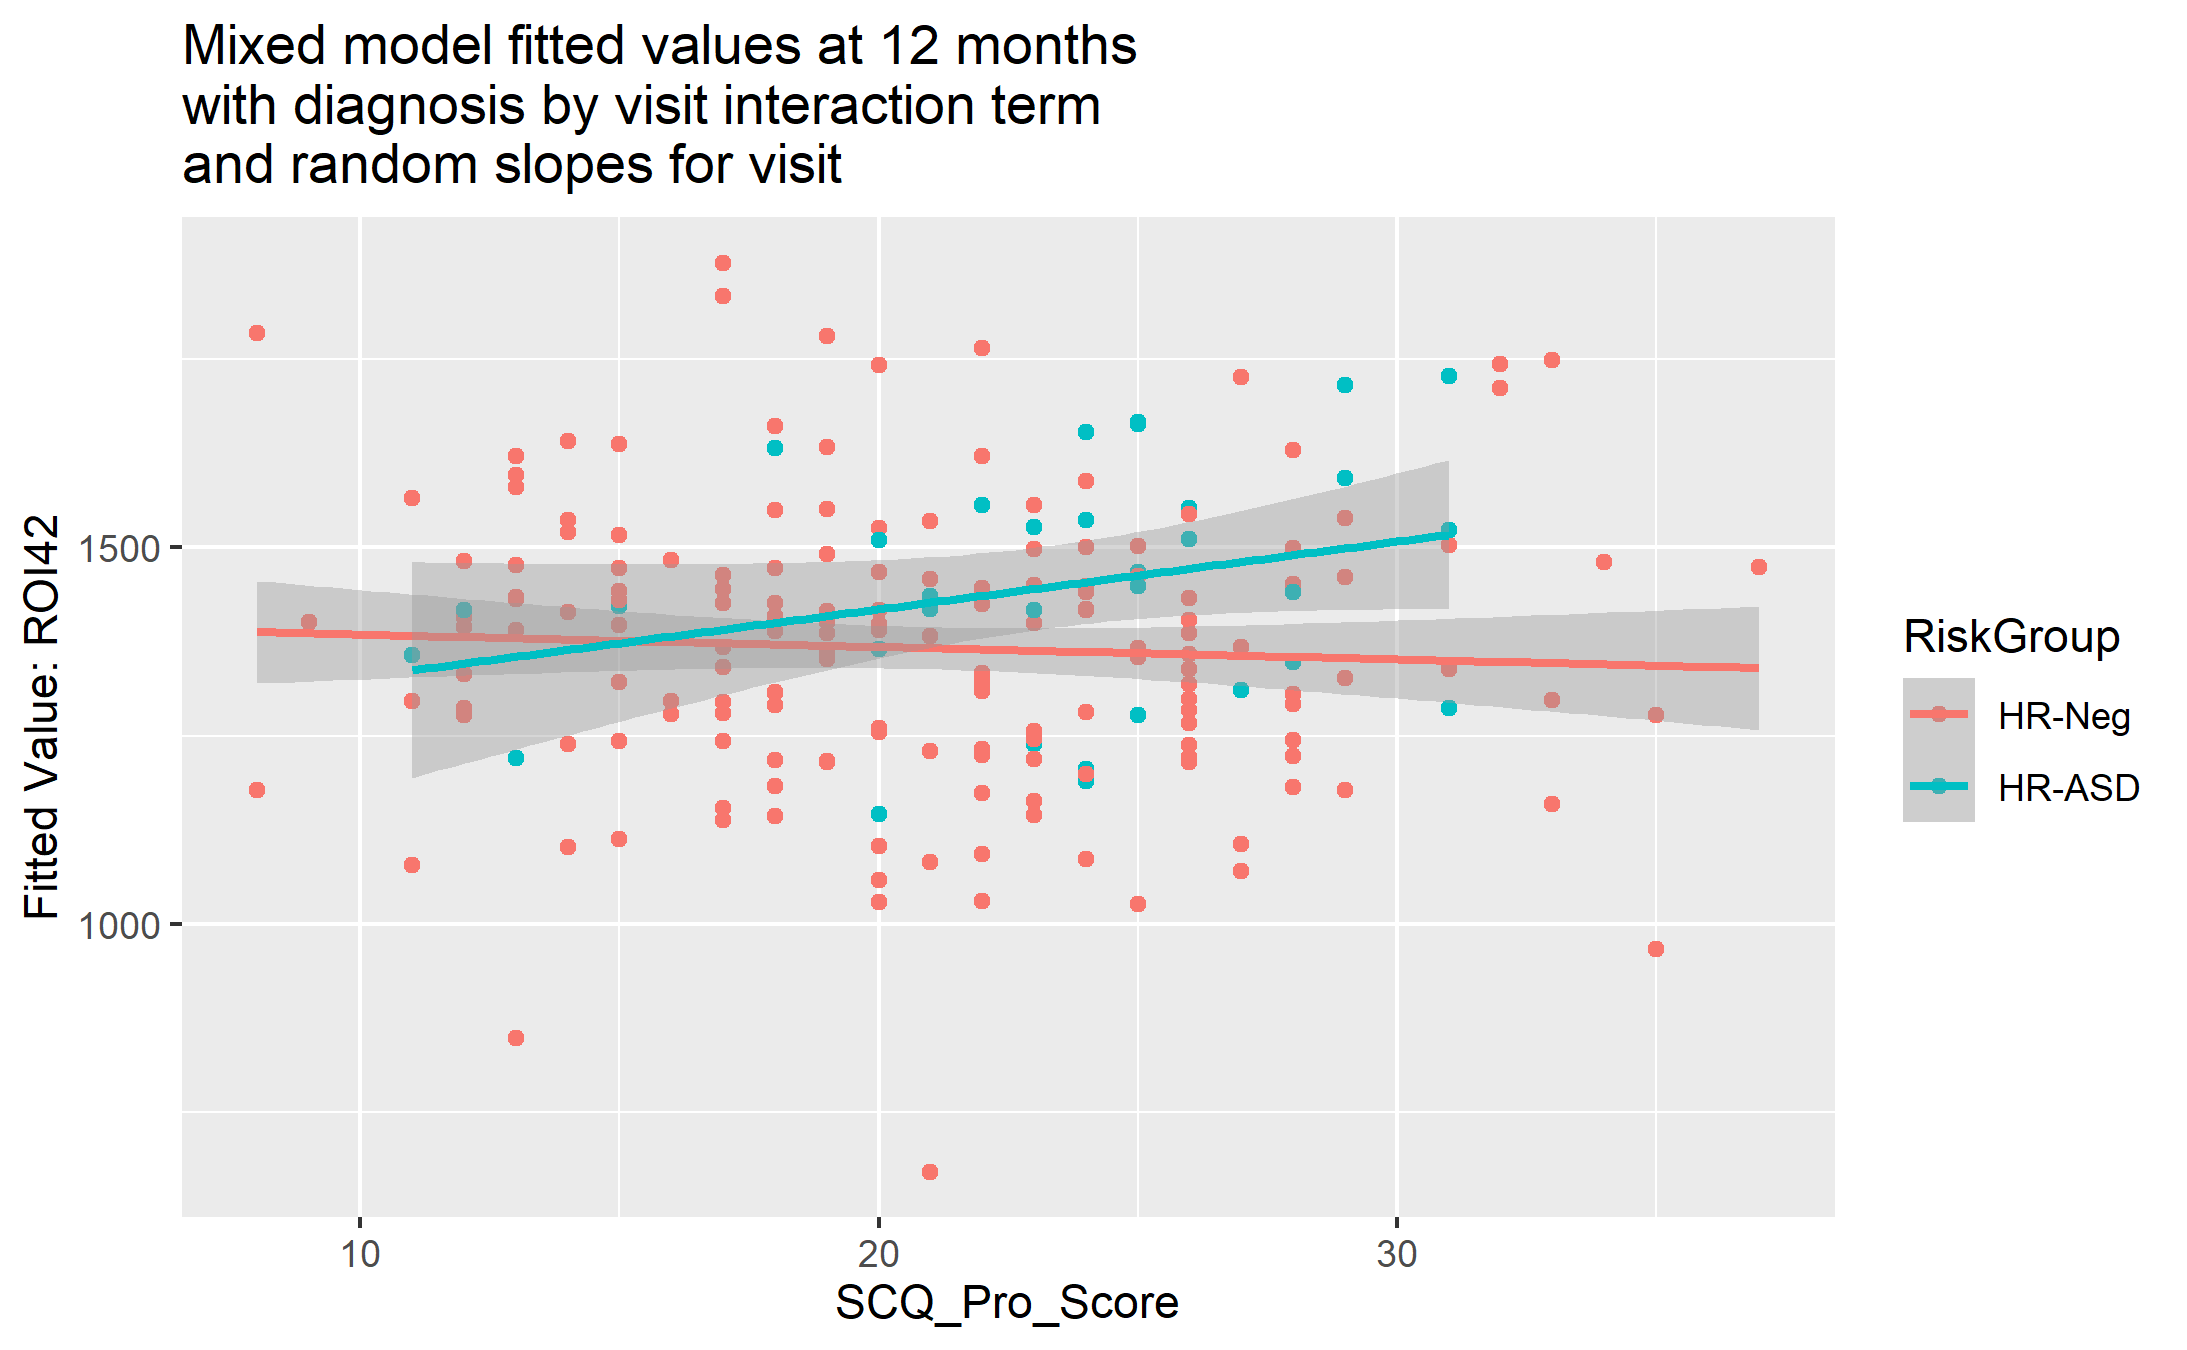 Mixed model fitted values at 12 months
with diagnosis by visit interaction term
and random slopes for visit
Fitted Value: ROI42
1500
1000
10
20
30
SCQ_Pro_Score
RiskGroup
HR-Neg
HR-ASD